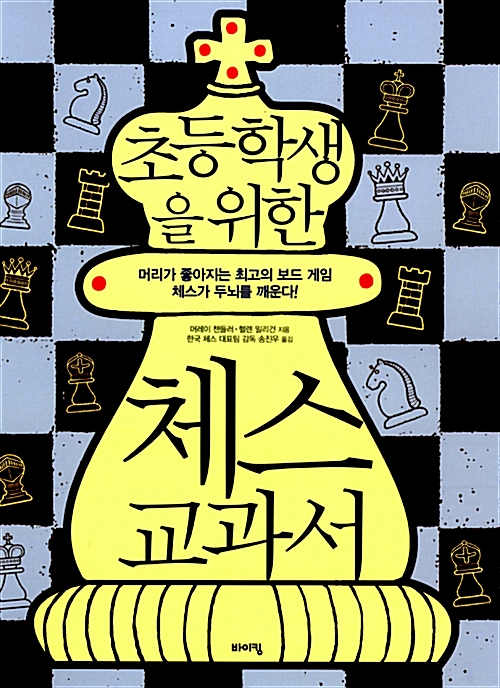 초등학생
을 위한
머리가 좋아지는 최고의 보드 게임
체스가 두뇌를 깨운다!
머레이 챈들러 · 헬렌 밀리건 지음
한국 체스 대표팀 감독 송진우 옮김
체스
교과서
바이킹